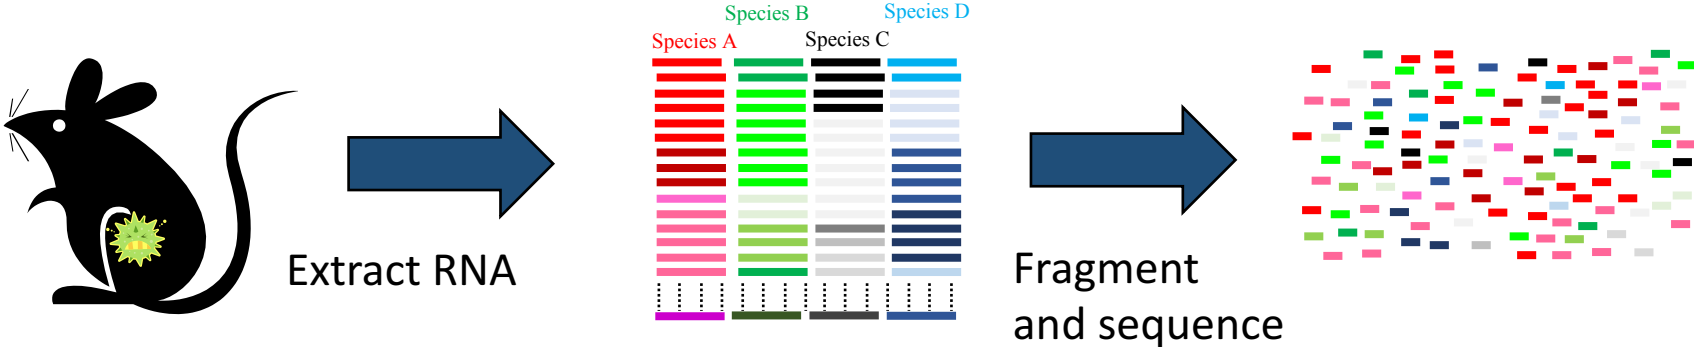 Species B
Species D
Species A
Species C
Extract RNA
Fragment
and sequence